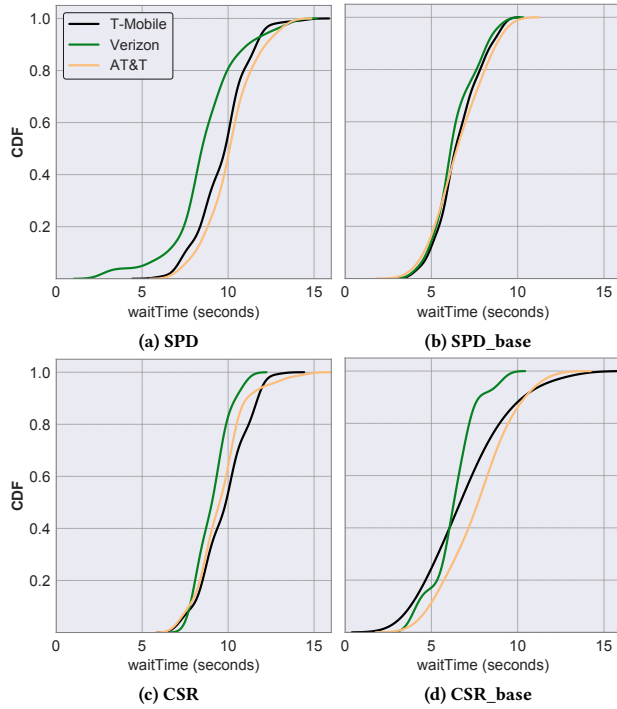 T-Mobile
Verizon
AT&T
CDF
1.0
0.8
0.6
0.4
0.2
0 5 10 15
waitTime (seconds)
(a) SPD
0 5 10 15
waitTime (seconds)
(b) SPD_base
CDF
1.0
0.8
0.6
0.4
0.2
0 5 10 15
waitTime (seconds)
(c) CSR
0 5 10 15
waitTime (seconds)
(d) CSR_base